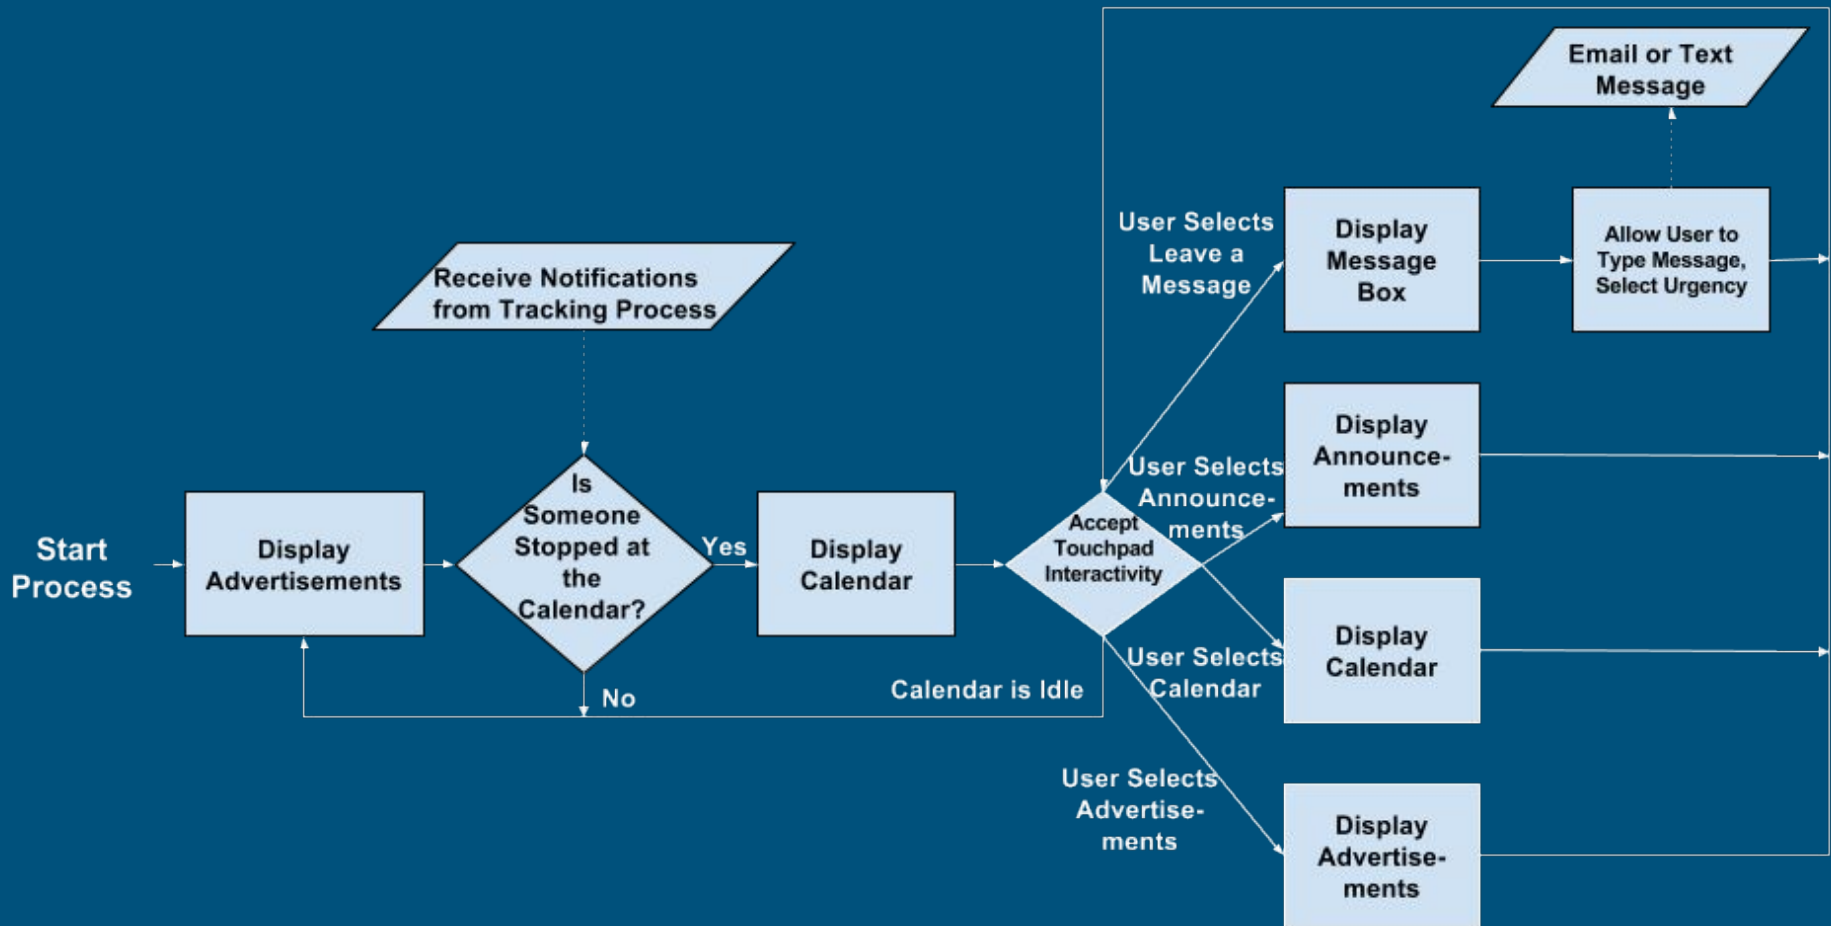 Email or Text
Message
User Selects
Leave a
Message
Display
Message
Box
Allow User to
Type Message,
Select Urgency
Receive Notifications
from Tracking Process
Start
Process
Display
Advertisements
Is
Someone
Stopped at
the
Calendar?
Yes
No
Display
Calendar
Accept
Touchpad
Interactivity
Calendar is Idle
User Selects
Announce-
ments
Display
Announce-
ments
User Selects
Calendar
Display
Calendar
User Selects
Advertise-
ments
Display
Advertise-
ments